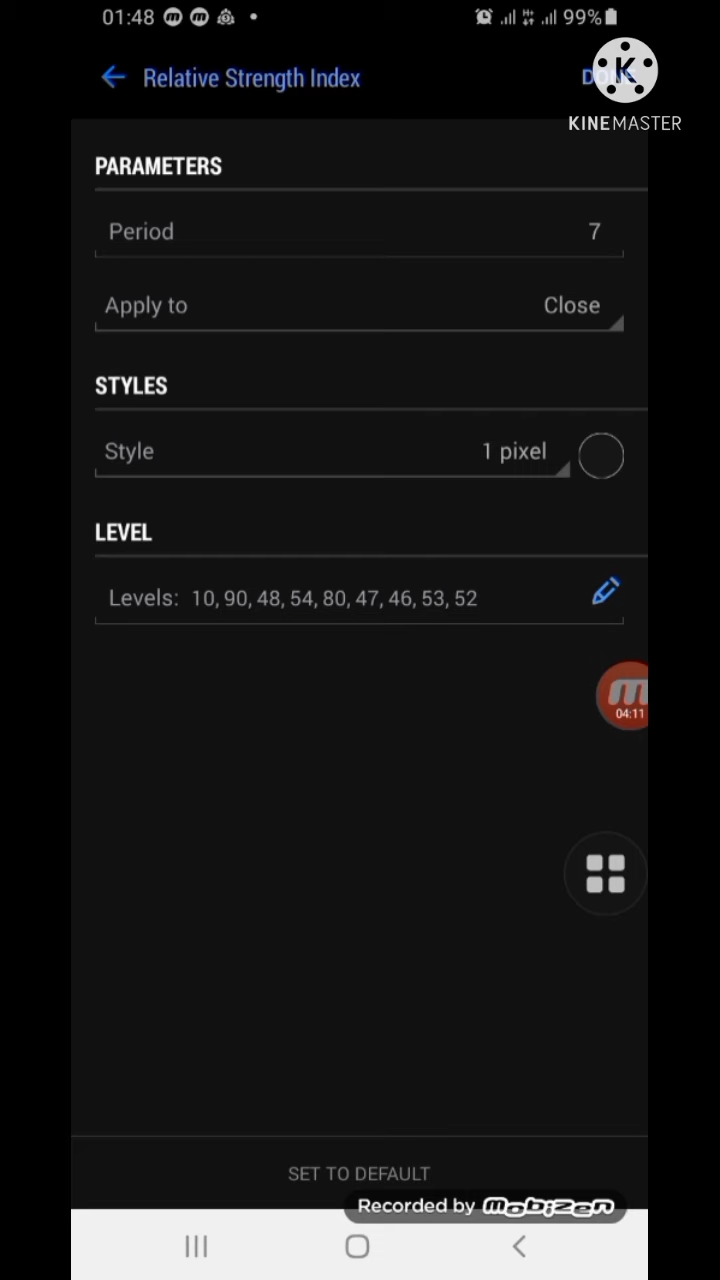 01:48 99%
Relative Strength Index
KINEMASTER
PARAMETERS
Period 7
Apply to Close
STYLES
Style 1 pixel
LEVEL
Levels: 10, 90, 48, 54, 80, 47, 46, 53, 52
04:11
SET TO DEFAULT
Recorded by mobizen